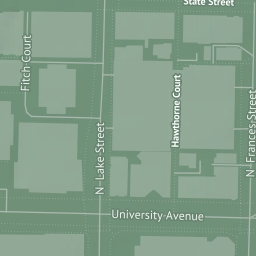 State Street
Fitch Court
Hawthorne Court
N Lake Street
N Frances Street
University Avenue